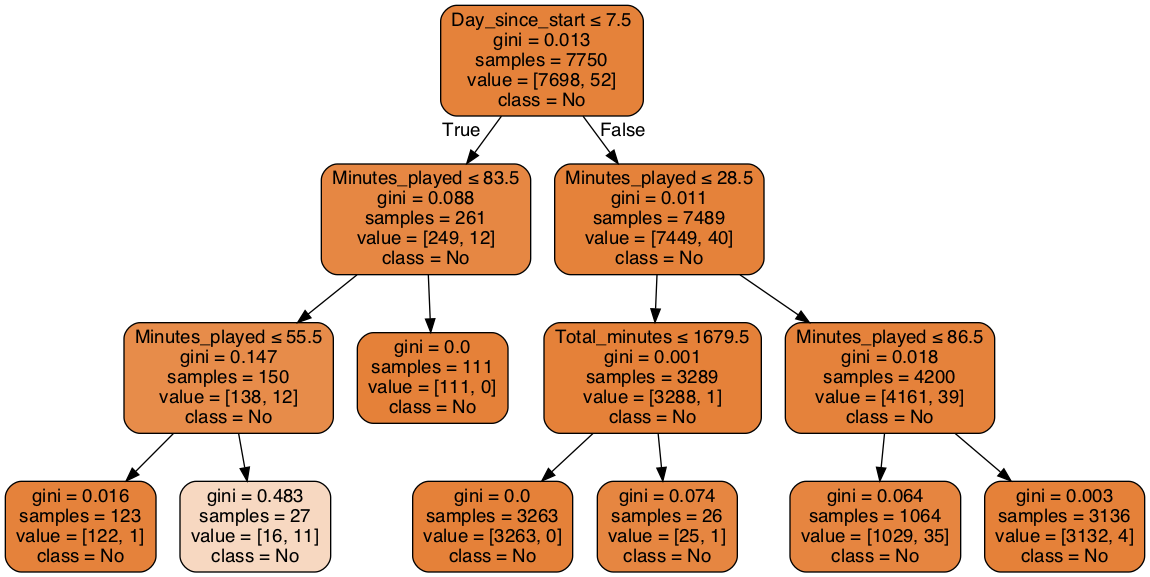 Day_since_start ≤ 7.5
gini = 0.013
samples = 7750
value = [7698, 52]
class = No
True
False
Minutes_played ≤ 83.5
gini = 0.088
samples = 261
value = [249, 12]
class = No
Minutes_played ≤ 28.5
gini = 0.011
samples = 7489
value = [7449, 40]
class = No
Minutes_played ≤ 55.5
gini = 0.147
samples = 150
value = [138, 12]
class = No
gini = 0.0
samples = 111
value = [111, 0]
class = No
Total_minutes ≤ 1679.5
gini = 0.001
samples = 3289
value = [3288, 1]
class = No
Minutes_played ≤ 86.5
gini = 0.018
samples = 4200
value = [4161, 39]
class = No
gini = 0.016
samples = 123
value = [122, 1]
class = No
gini = 0.483
samples = 27
value = [16, 11]
class = No
gini = 0.0
samples = 3263
value = [3263, 0]
class = No
gini = 0.074
samples = 26
value = [25, 1]
class = No
gini = 0.064
samples = 1064
value = [1029, 35]
class = No
gini = 0.003
samples = 3136
value = [3132, 4]
class = No